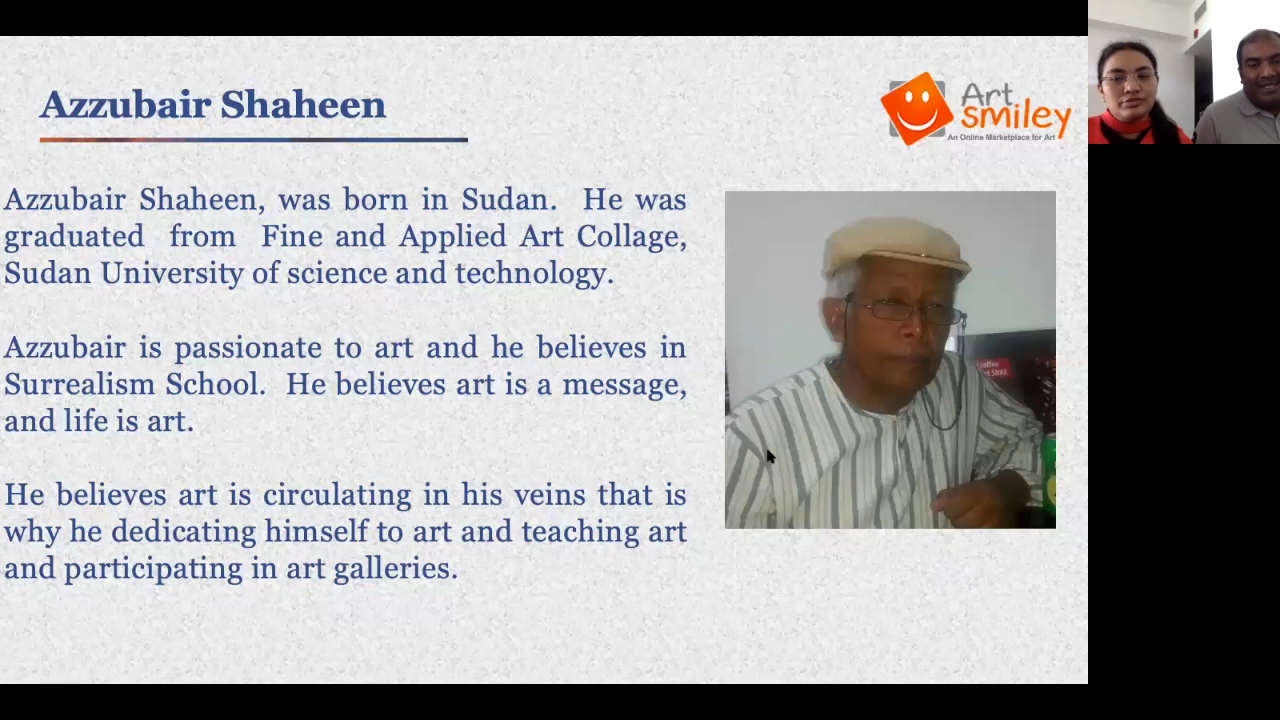 Azzubair Shaheen
Art
smiley
An Online Marketplace for Art
Azzubair Shaheen, was born in Sudan. He was
graduated from Fine and Applied Art Collage,
Sudan University of science and technology.
Azzubair is passionate to art and he believes in
Surrealism School. He believes art is a message,
and life is art.
He believes art is circulating in his veins that is
why he dedicating himself to art and teaching art
and participating in art galleries.
coffee